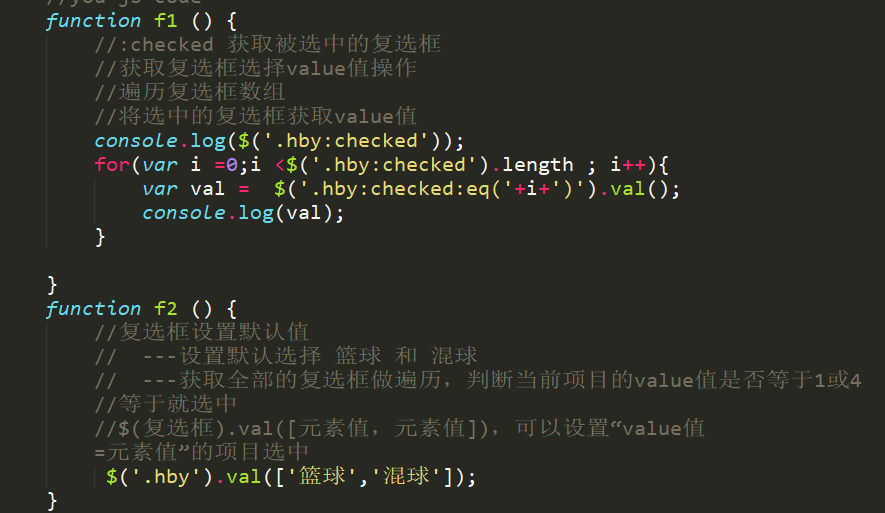 //you js code
function f1 () {
//:checked 获取被选中的复选框
//获取复选框选择value值操作
//遍历复选框数组
//将选中的复选框获取value值
console.log($('.hby:checked'));
for(var i =0;i <$('.hby:checked').length ; i++){
var val =  $('.hby:checked:eq('+i+')').val();
console.log(val);
}
}
function f2 () {
//复选框设置默认值
//  ---设置默认选择 篮球 和 混球
//  ---获取全部的复选框做遍历，判断当前项目的value值是否等于1或4
//等于就选中
//$(复选框).val([元素值，元素值])，可以设置“value值
=元素值”的项目选中
$('.hby').val(['篮球','混球']);
}